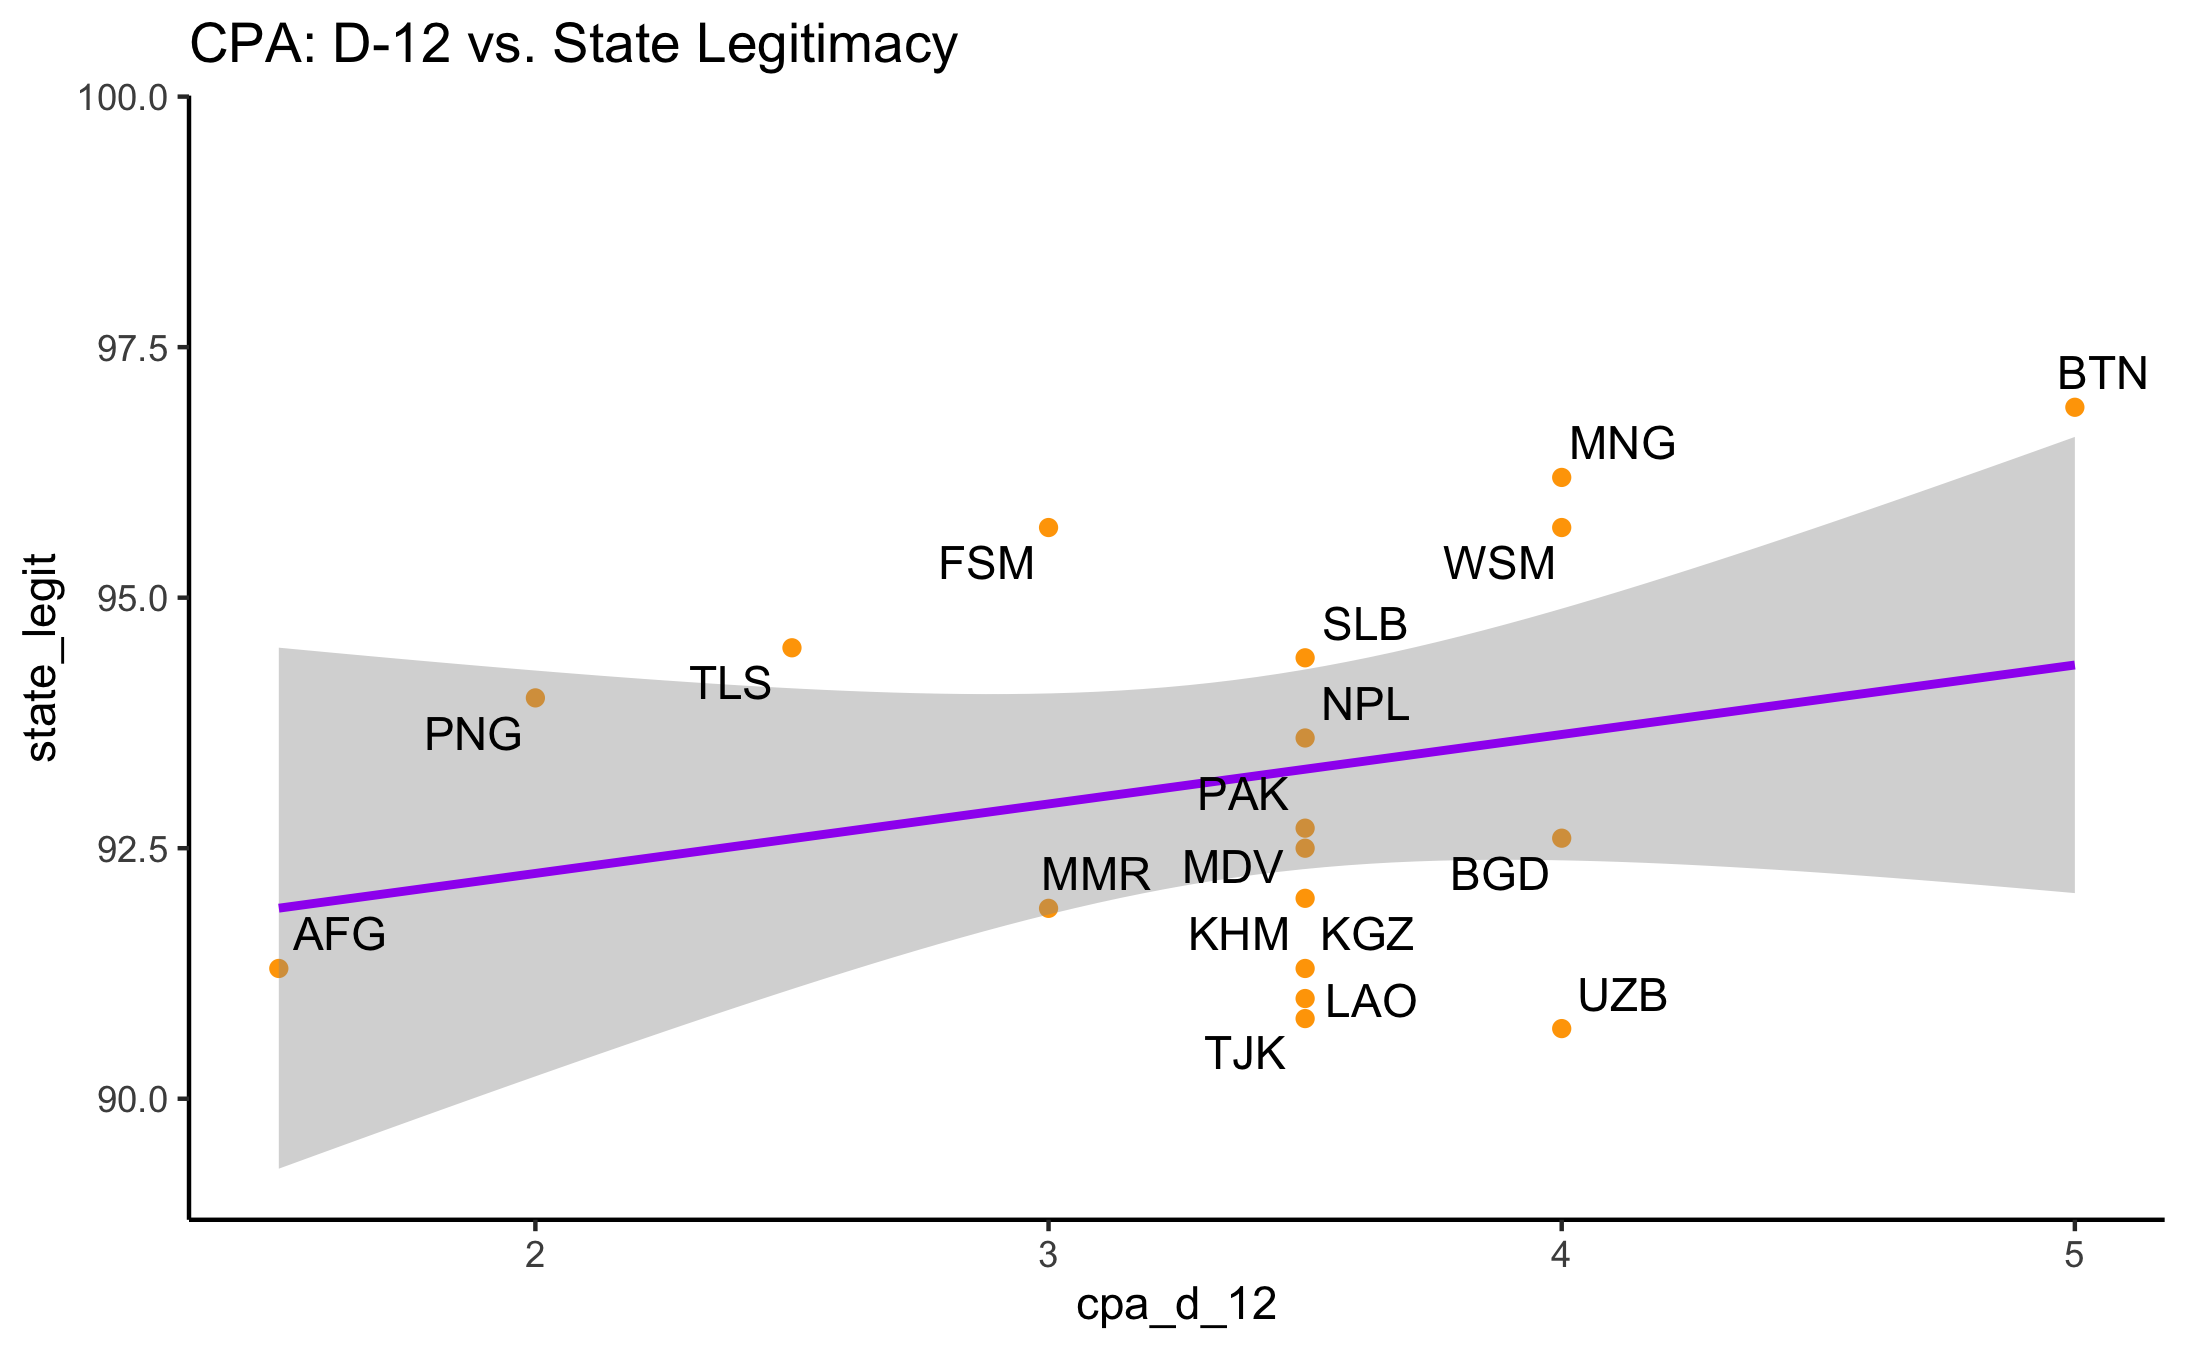 CPA: D-12 vs. State Legitimacy
100.0
97.5
95.0
92.5
90.0
state_legit
BTN
MNG
FSM
WSM
SLB
TLS
NPL
PNG
PAK
MDV
MMR
BGD
AFG
KHM
KGZ
UZB
LAO
TJK
2
3
4
5
cpa_d_12